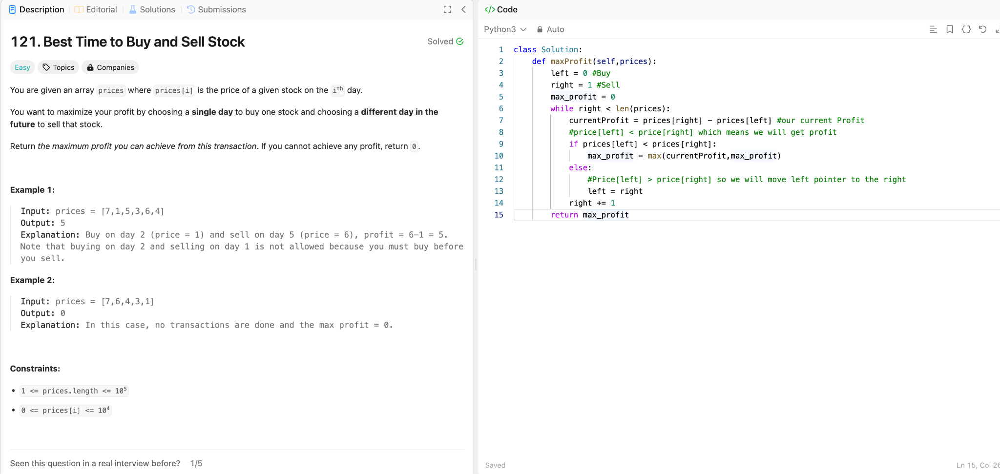 Description
Editorial
Solutions
Submissions
121. Best Time to Buy and Sell Stock
Solved
Easy
Topics
Companies
You are given an array prices where prices[i] is the price of a given stock on the ith day.
You want to maximize your profit by choosing a single day to buy one stock and choosing a different day in the
future to sell that stock.
Return the maximum profit you can achieve from this transaction. If you cannot achieve any profit, return 0.
Example 1:
Input: prices = [7,1,5,3,6,4]
Output: 5
Explanation: Buy on day 2 (price = 1) and sell on day 5 (price = 6), profit = 6-1 = 5.
Note that buying on day 2 and selling on day 1 is not allowed because you must buy before
you sell.
Example 2:
Input: prices = [7,6,4,3,1]
Output: 0
Explanation: In this case, no transactions are done and the max profit = 0.
Constraints:
• 1 <= prices.length <= 10⁵
• 0 <= prices[i] <= 10⁴
Seen this question in a real interview before? 1/5
</> Code
Python3
Auto
1 class Solution:
2 def maxProfit(self,prices):
3 left = 0 #Buy
4 right = 1 #Sell
5 max_profit = 0
6 while right < len(prices):
7 currentProfit = prices[right] - prices[left] #our current Profit
8 #price[left] < price[right] which means we will get profit
9 if prices[left] < prices[right]:
10 max_profit = max(currentProfit,max_profit)
11 else:
12 #Price[left] > price[right] so we will move left pointer to the right
13 left = right
14 right += 1
15 return max_profit
Saved
Ln 15, Col 26